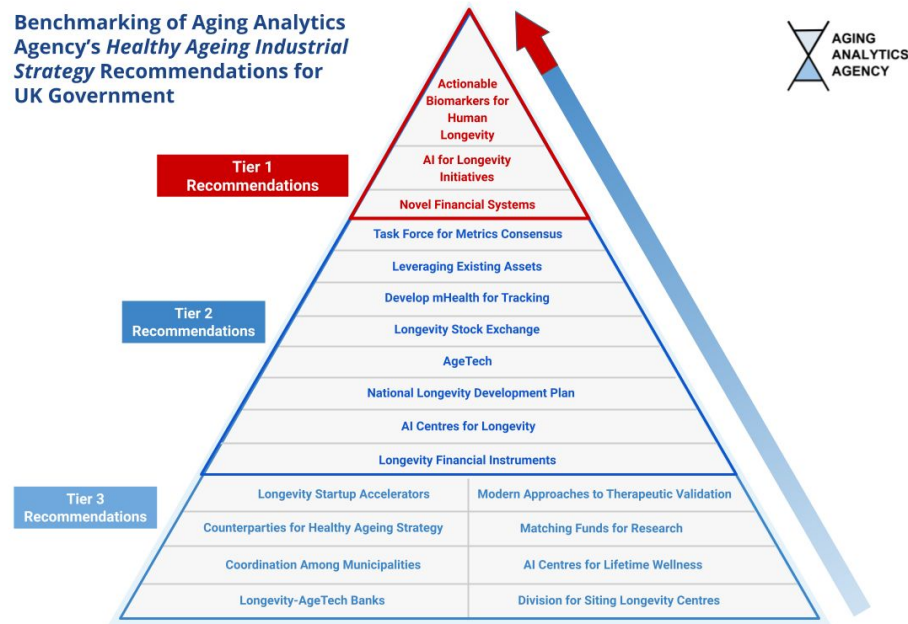 Benchmarking of Aging Analytics
Agency's Healthy Ageing Industrial
Strategy Recommendations for
UK Government
AGING
ANALYTICS
AGENCY
Actionable
Biomarkers for
Human
Longevity
Tier 1
Recommendations
AI for Longevity
Initiatives
Novel Financial Systems
Task Force for Metrics Consensus
Leveraging Existing Assets
Develop mHealth for Tracking
Tier 2
Recommendations
Longevity Stock Exchange
AgeTech
National Longevity Development Plan
AI Centres for Longevity
Longevity Financial Instruments
Tier 3
Recommendations
Longevity Startup Accelerators
Modern Approaches to Therapeutic Validation
Counterparties for Healthy Ageing Strategy
Matching Funds for Research
Coordination Among Municipalities
AI Centres for Lifetime Wellness
Longevity-AgeTech Banks
Division for Siting Longevity Centres